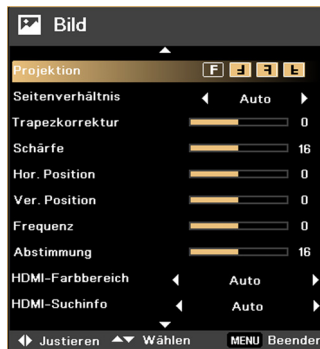 Bild
Projektion F F F F
Seitenverhältnis Auto
Trapezkorrektur 0
Schärfe 16
Hor. Position 0
Ver. Position 0
Frequenz 0
Abstimmung 16
HDMI-Farbbereich Auto
HDMI-Suchinfo Auto
Justieren Wählen MENU Beenden